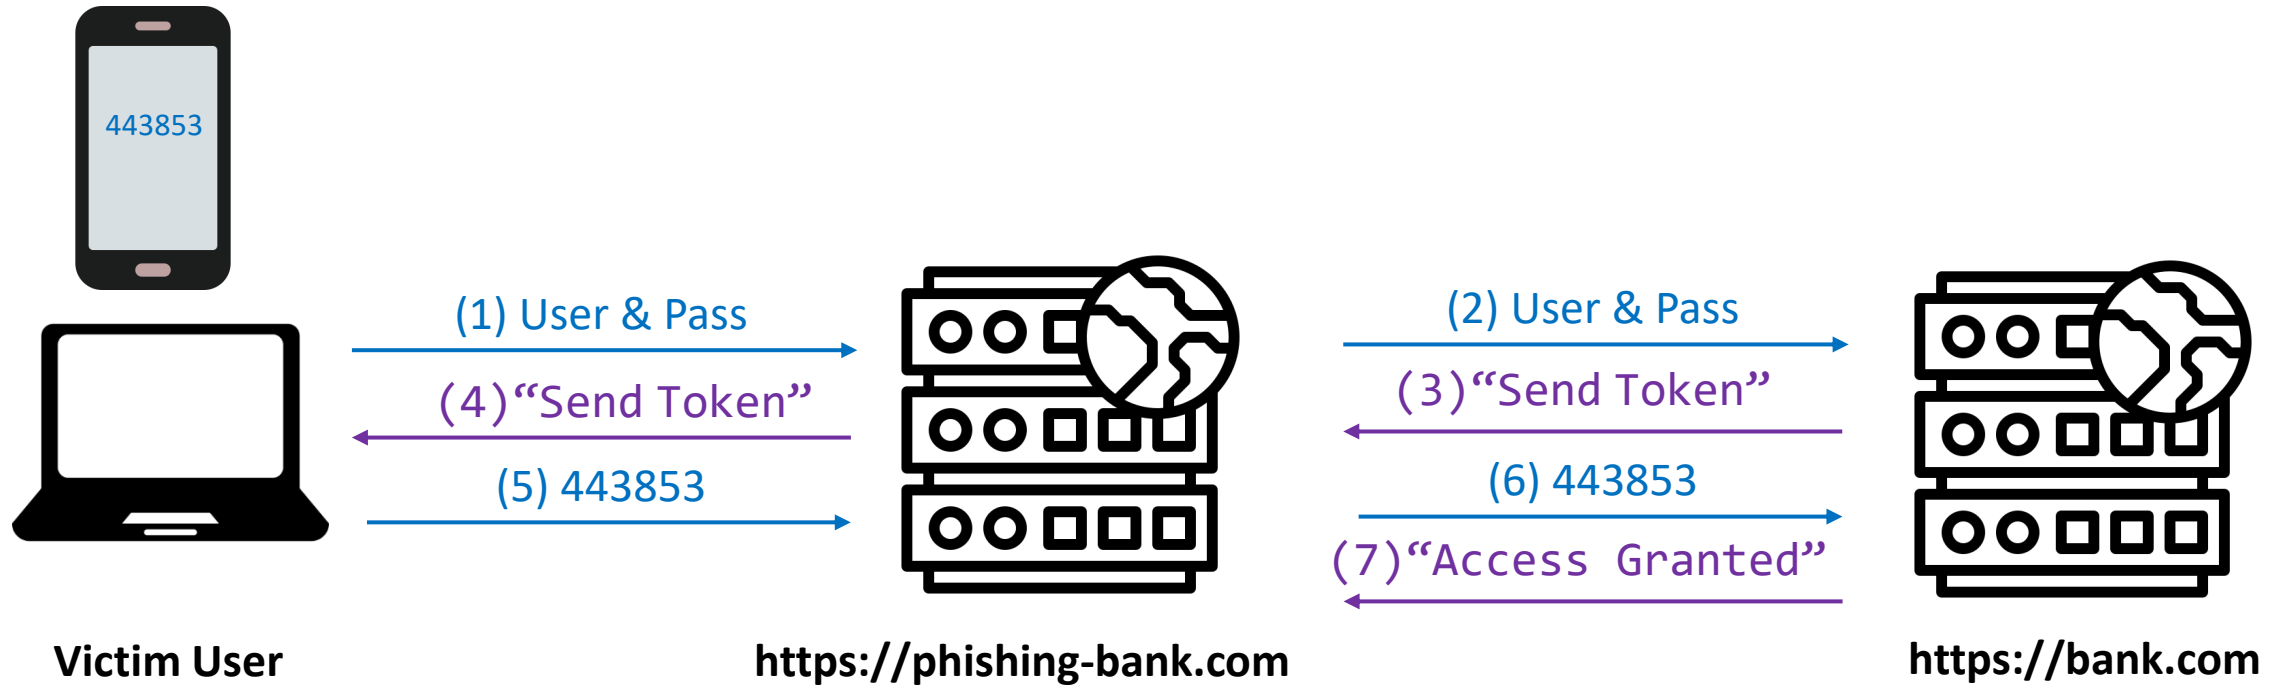 443853
(1) User & Pass
(4)“Send Token”
(5) 443853
(2) User & Pass
(3)“Send Token”
(6) 443853
(7)“Access Granted”
Victim User
https://phishing-bank.com
https://bank.com